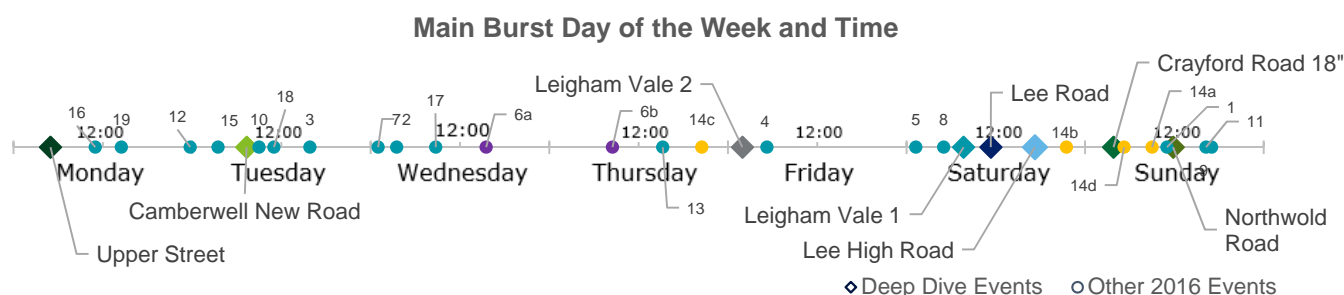 Main Burst Day of the Week and Time
Leigham Vale 2
Crayford Road 18"
Lee Road
16
19
12
15
10
18
3
72
17
6a
6b
14c
4
5
8
14b
14a
1
11
12:00
12:00
12:00
12:00
12:00
12:00
12:00
Monday
Tuesday
Wednesday
Thursday
Friday
Saturday
Sunday
14d
9
13
Camberwell New Road
Upper Street
Leigham Vale 1
Lee High Road
Northwold
Road
Deep Dive Events
Other 2016 Events